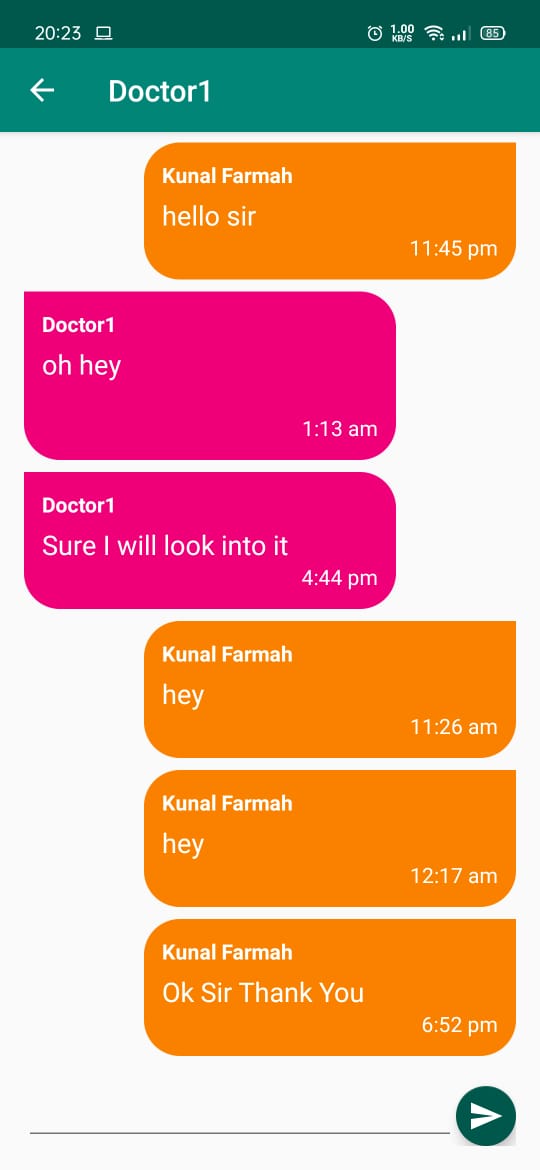 20:23 1.00 KB/S 85
Doctor1
Kunal Farmah
hello sir
11:45 pm
Doctor1
oh hey
1:13 am
Doctor1
Sure I will look into it
4:44 pm
Kunal Farmah
hey
11:26 am
Kunal Farmah
hey
12:17 am
Kunal Farmah
Ok Sir Thank You
6:52 pm